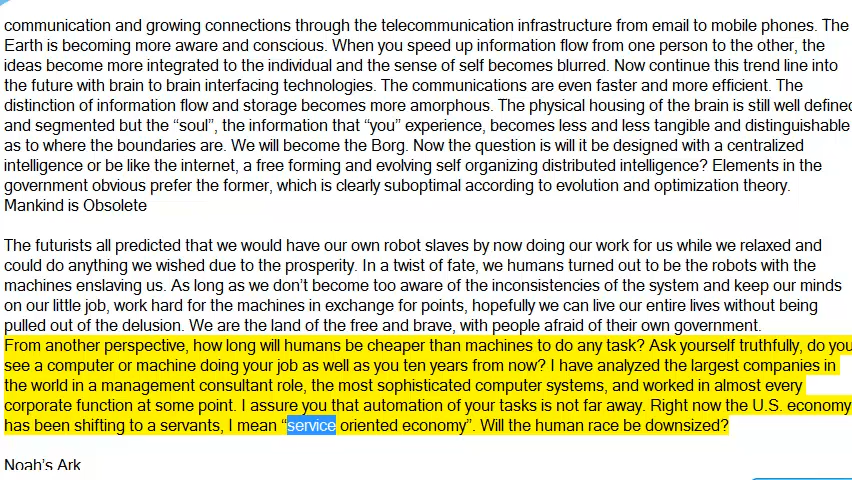 communication and growing connections through the telecommunication infrastructure from email to mobile phones. The
Earth is becoming more aware and conscious. When you speed up information flow from one person to the other, the
ideas become more integrated to the individual and the sense of self becomes blurred. Now continue this trend line into
the future with brain to brain interfacing technologies. The communications are even faster and more efficient. The
distinction of information flow and storage becomes more amorphous. The physical housing of the brain is still well defined
and segmented but the “soul”, the information that “you” experience, becomes less and less tangible and distinguishable
as to where the boundaries are. We will become the Borg. Now the question is will it be designed with a centralized
intelligence or be like the internet, a free forming and evolving self organizing distributed intelligence? Elements in the
government obvious prefer the former, which is clearly suboptimal according to evolution and optimization theory.
Mankind is Obsolete
The futurists all predicted that we would have our own robot slaves by now doing our work for us while we relaxed and
could do anything we wished due to the prosperity. In a twist of fate, we humans turned out to be the robots with the
machines enslaving us. As long as we don’t become too aware of the inconsistencies of the system and keep our minds
on our little job, work hard for the machines in exchange for points, hopefully we can live our entire lives without being
pulled out of the delusion. We are the land of the free and brave, with people afraid of their own government.
From another perspective, how long will humans be cheaper than machines to do any task? Ask yourself truthfully, do you
see a computer or machine doing your job as well as you ten years from now? I have analyzed the largest companies in
the world in a management consultant role, the most sophisticated computer systems, and worked in almost every
corporate function at some point. I assure you that automation of your tasks is not far away. Right now the U.S. economy
has been shifting to a servants, I mean “service oriented economy”. Will the human race be downsized?
Noah’s Ark